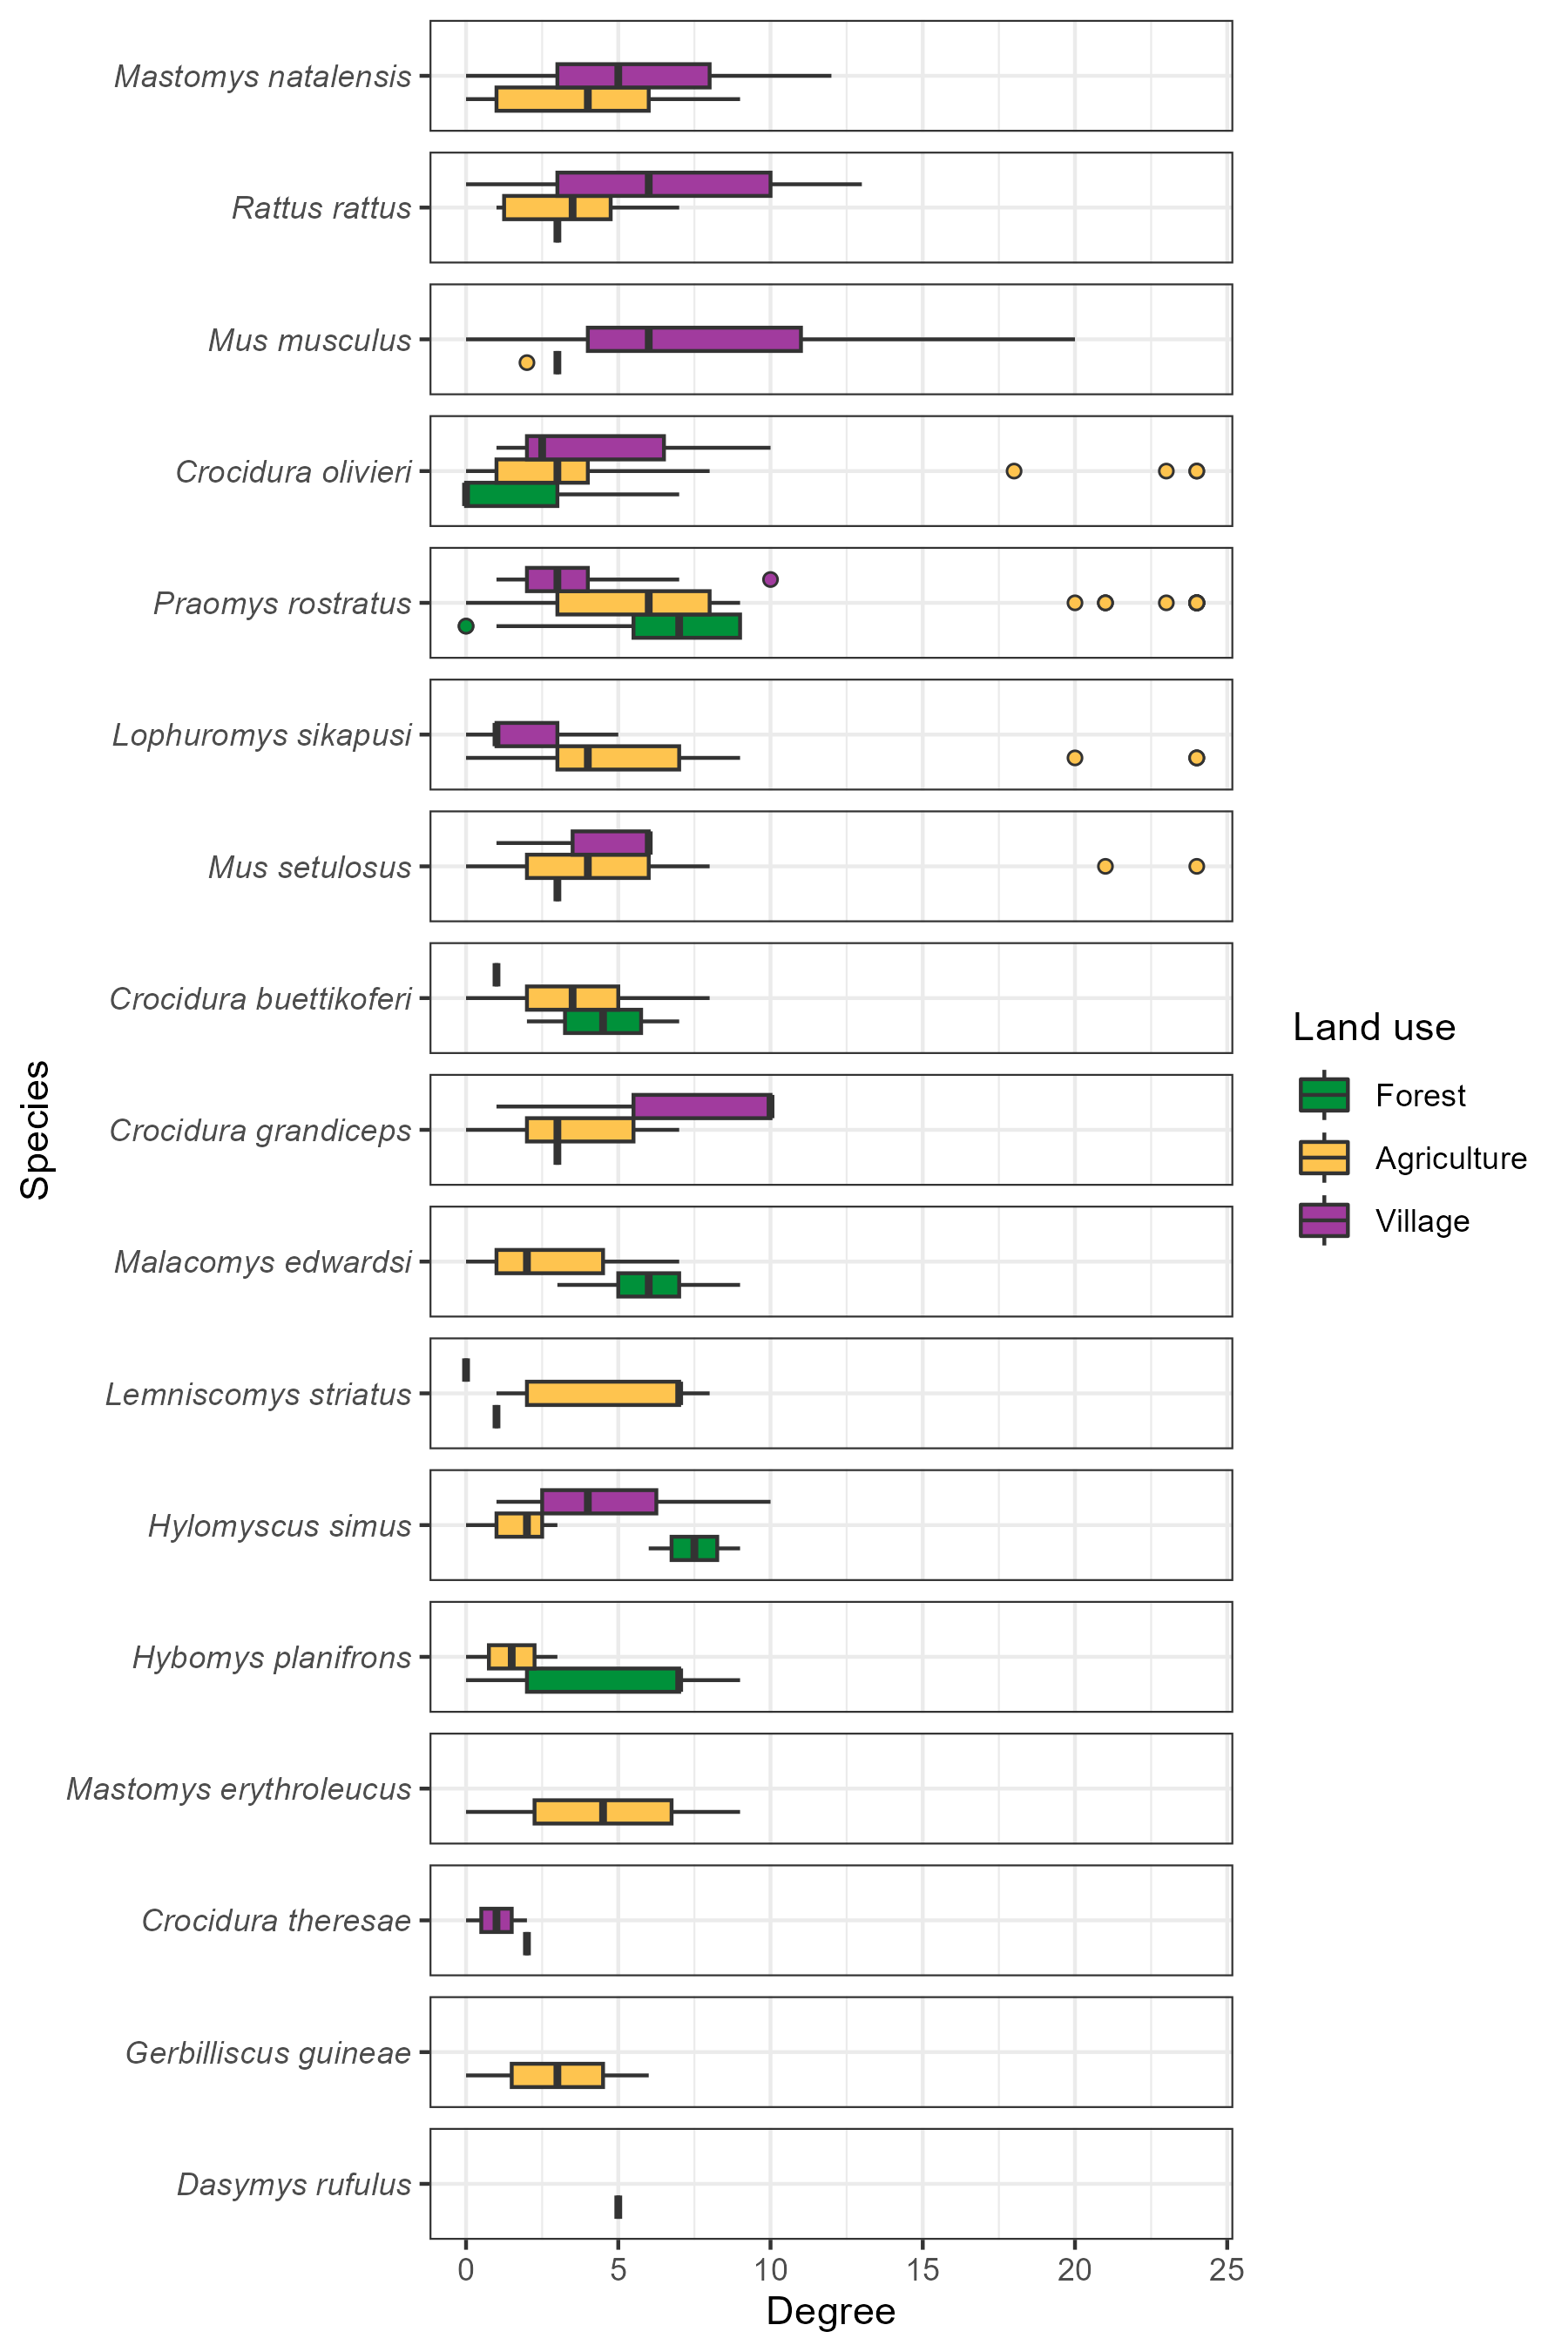 Mastomys natalensis
Rattus rattus
Mus musculus
Crocidura olivieri
Praomys rostratus
Lophuromys sikapusi
Mus setulosus
Crocidura buettikoferi
Crocidura grandiceps
Malacomys edwardsi
Lemniscomys striatus
Hylomyscus simus
Hybomys planifrons
Mastomys erythroleucus
Crocidura theresae
Gerbilliscus guineae
Dasymys rufulus
Species
0 5 10 15 20 25
Degree
Land use
Forest
Agriculture
Village